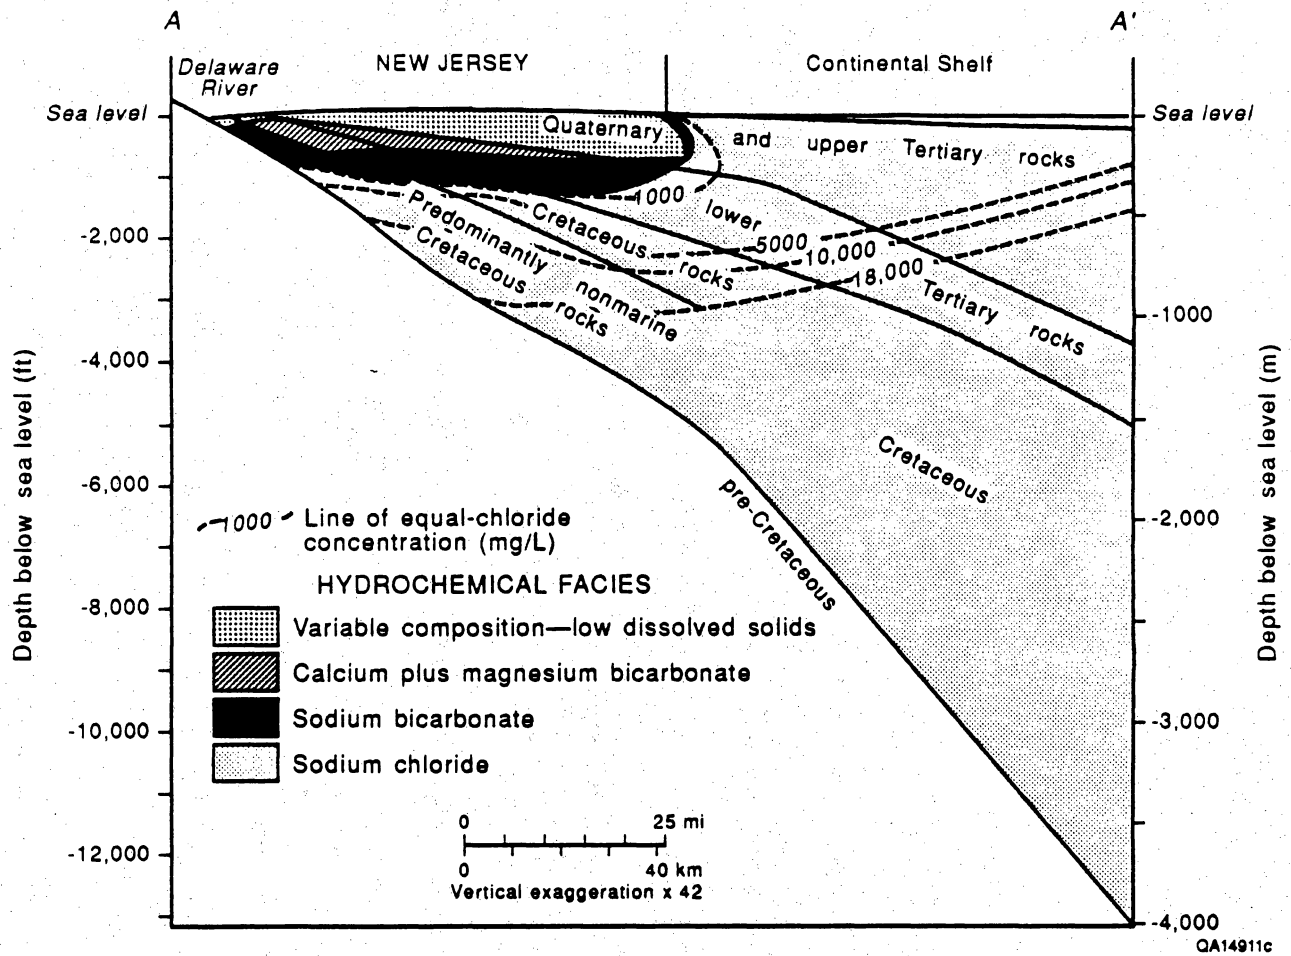 A
A'
Delaware
River
NEW JERSEY
Continental Shelf
Sea level
Sea level
Quaternary
and upper Tertiary rocks
1000
lower
Tertiary rocks
5000
10,000
18,000
Cretaceous rocks
Predominantly nonmarine
Cretaceous rocks
Cretaceous
pre-Cretaceous
-2,000
-4,000
-6,000
-8,000
-10,000
-12,000
Depth below sea level (ft)
-1000
-2,000
-3,000
-4,000
Depth below sea level (m)
1000 Line of equal-chloride
concentration (mg/L)
HYDROCHEMICAL FACIES
Variable composition—low dissolved solids
Calcium plus magnesium bicarbonate
Sodium bicarbonate
Sodium chloride
0 25 mi
0 40 km
Vertical exaggeration x 42
QA14911c